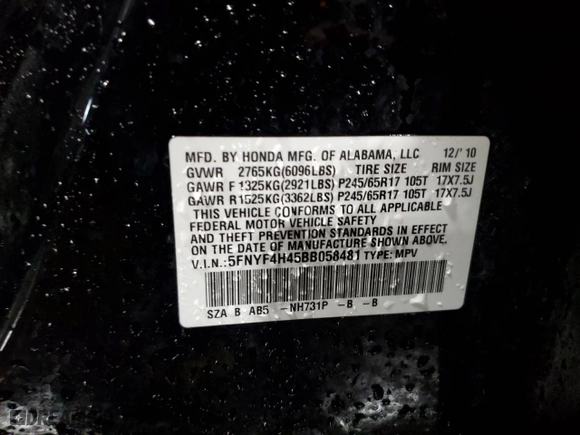 MFD. BY HONDA MFG. OF ALABAMA, LLC 12/'10
GVWR 2765KG(6096LBS) TIRE SIZE RIM SIZE
GAWR F 1325KG(2921LBS) P245/65R17 105T 17X7.5J
GAWR R1525KG(3362LBS) P245/65R17 105T 17X7.5J
THIS VEHICLE CONFORMS TO ALL APPLICABLE
FEDERAL MOTOR VEHICLE SAFETY
AND THEFT PREVENTION STANDARDS IN EFFECT
ON THE DATE OF MANUFACTURE SHOWN ABOVE.
V.I.N.: 5FNYF4H45BB058481 TYPE: MPV
SZA B AB5 -NH731P -B -B